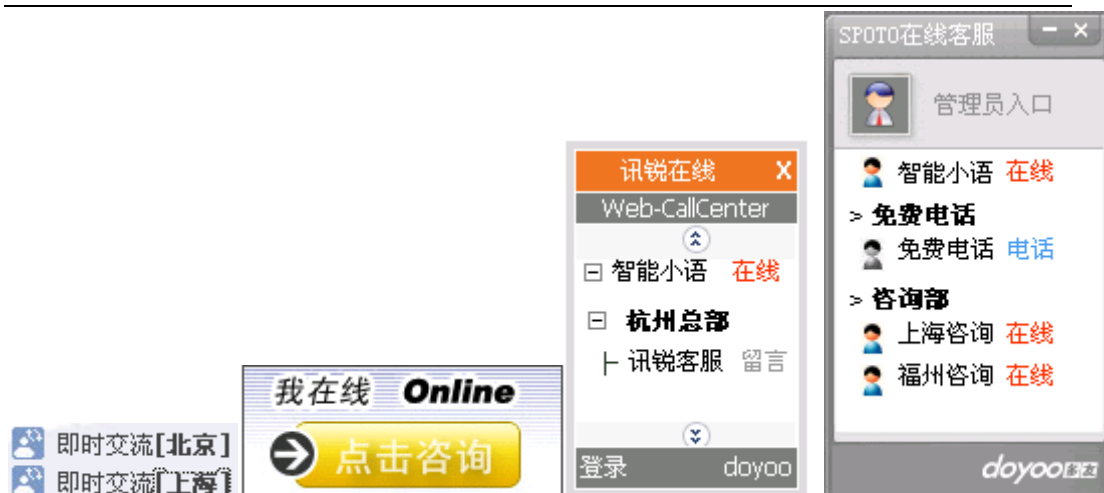 即时交流[北京]
即时交流[上海]
我在线 Online
点击咨询
讯锐在线 X
Web-CallCenter
智能小语 在线
杭州总部
讯锐客服 留言
登录 doyoo
SPOTO在线客服
管理员入口
智能小语 在线
> 免费电话
免费电话 电话
> 咨询部
上海咨询 在线
福州咨询 在线
doyoo